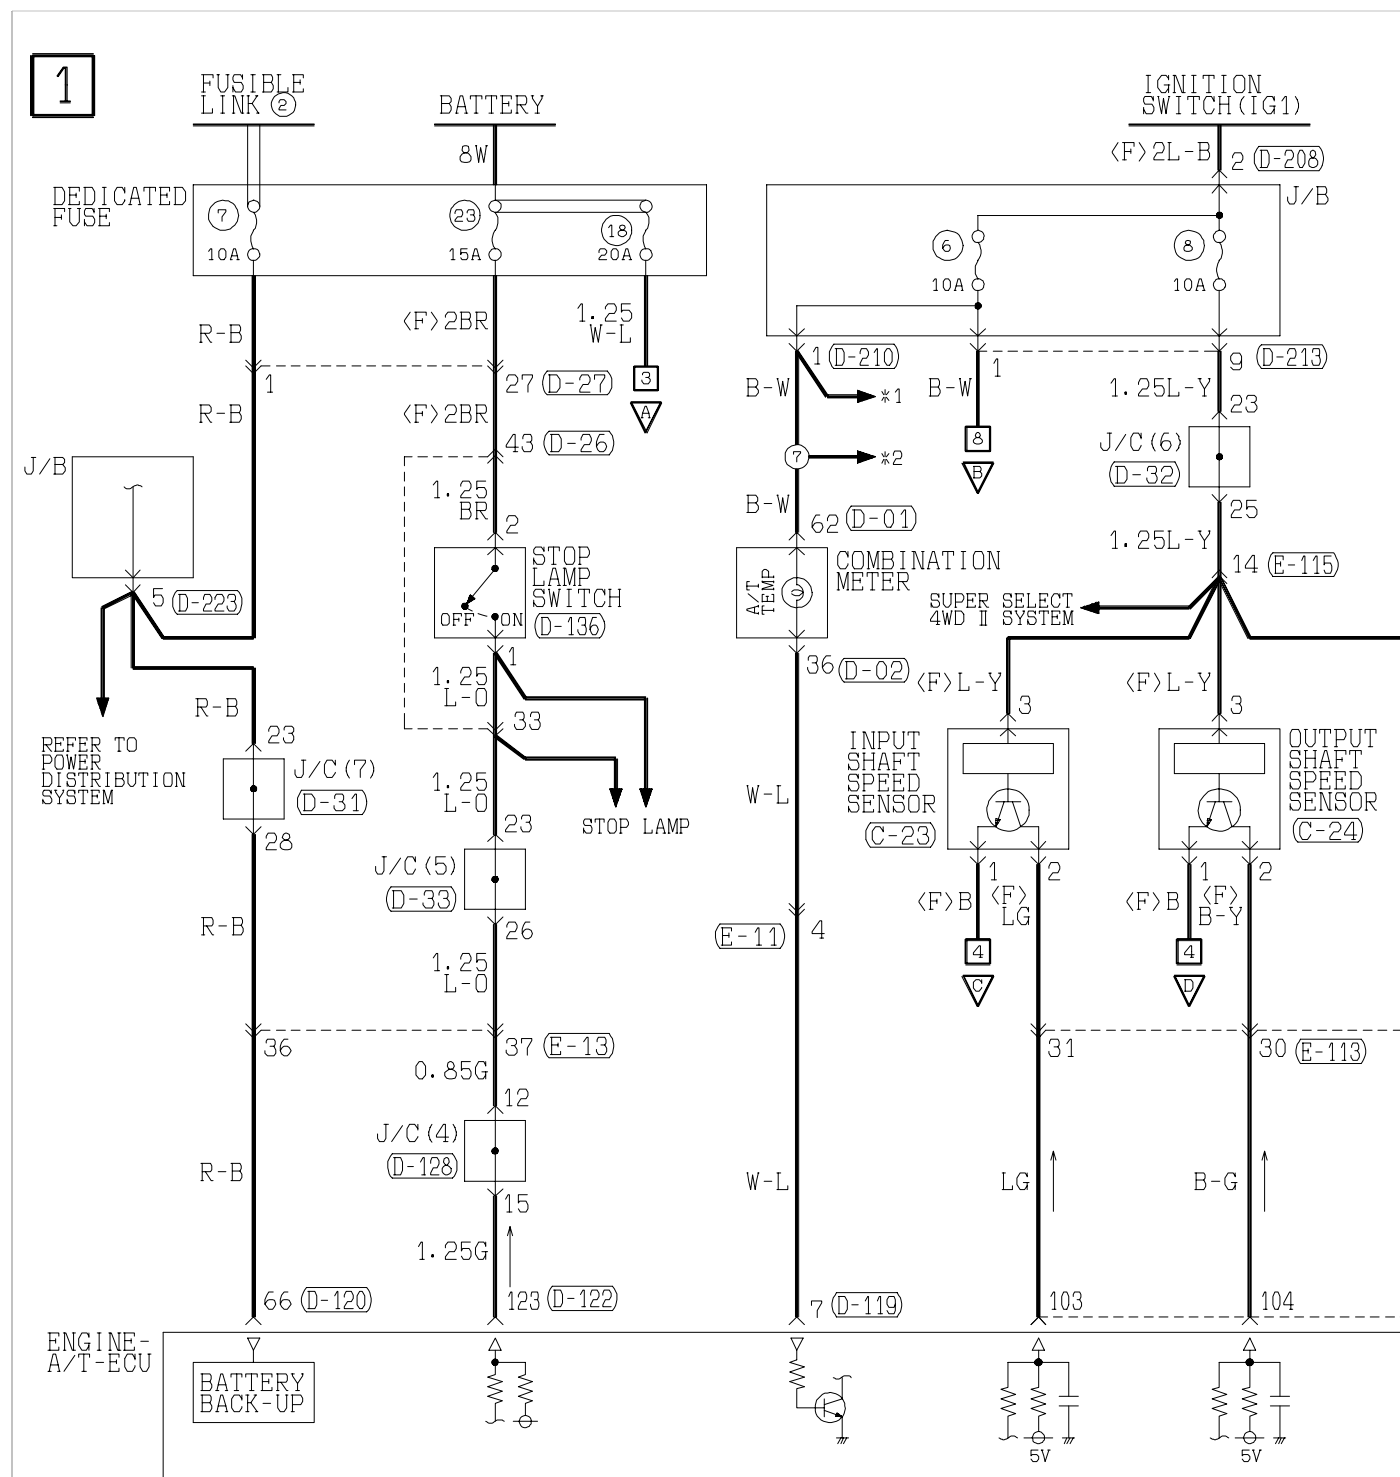 1
FUSIBLE
LINK ②
BATTERY
IGNITION
SWITCH(IG1)
8W
<F>2L-B
2 (D-208)
DEDICATED
FUSE
J/B
7
10A
23
15A
18
20A
6
10A
8
10A
R-B
<F>2BR
1.25
W-L
1
27 (D-27)
3
A
1 (D-210)
1
9 (D-213)
R-B
<F>2BR
B-W
※1
B-W
1.25L-Y
23
43 (D-26)
7
※2
8
B
J/C(6)
(D-32)
J/B
1.25
BR
2
B-W
62 (D-01)
25
1.25L-Y
14 (E-115)
STOP
LAMP
SWITCH
(D-136)
OFF
ON
A/T
TEMP
COMBINATION
METER
SUPER SELECT
4WD Ⅱ SYSTEM
5 (D-223)
1
1.25
L-O
36 (D-02)
<F>L-Y
<F>L-Y
R-B
33
3
3
REFER TO
POWER
DISTRIBUTION
SYSTEM
23
J/C(7)
(D-31)
28
1.25
L-O
23
STOP LAMP
W-L
INPUT
SHAFT
SPEED
SENSOR
(C-23)
OUTPUT
SHAFT
SPEED
SENSOR
(C-24)
J/C(5)
(D-33)
1
2
1
2
<F>B
<F>
LG
<F>B
<F>
B-Y
R-B
26
(E-11) 4
4
C
4
D
1.25
L-O
36
37 (E-13)
31
30 (E-113)
0.85G
12
J/C(4)
(D-128)
R-B
15
W-L
LG
B-G
1.25G
66 (D-120)
123 (D-122)
7 (D-119)
103
104
ENGINE-
A/T-ECU
BATTERY
BACK-UP
5V
5V